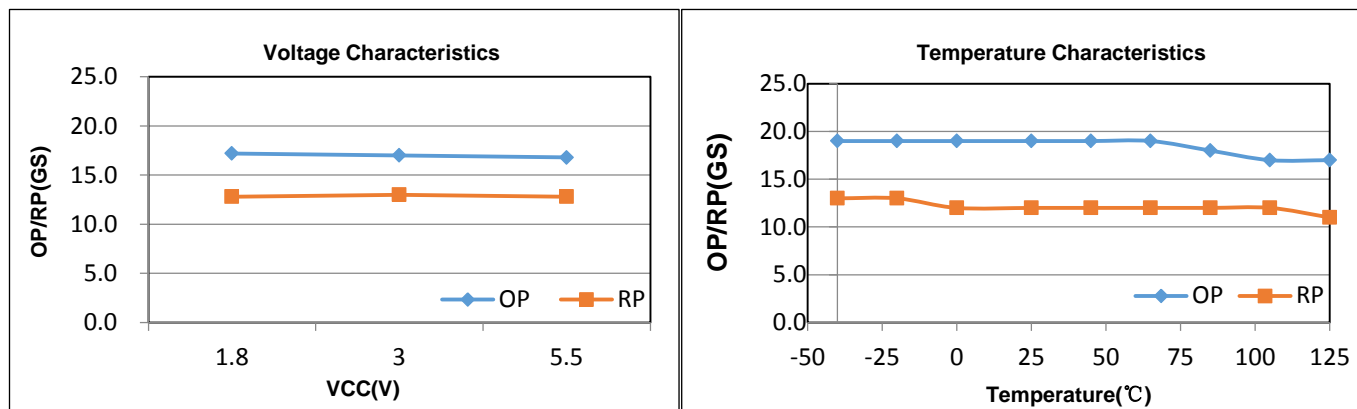 Voltage Characteristics
OP/RP(GS)
25.0
20.0
15.0
10.0
5.0
0.0
OP RP
1.8 3 5.5
VCC(V)
Temperature Characteristics
OP/RP(GS)
25.0
20.0
15.0
10.0
5.0
0.0
OP RP
-50 -25 0 25 50 75 100 125
Temperature(℃)